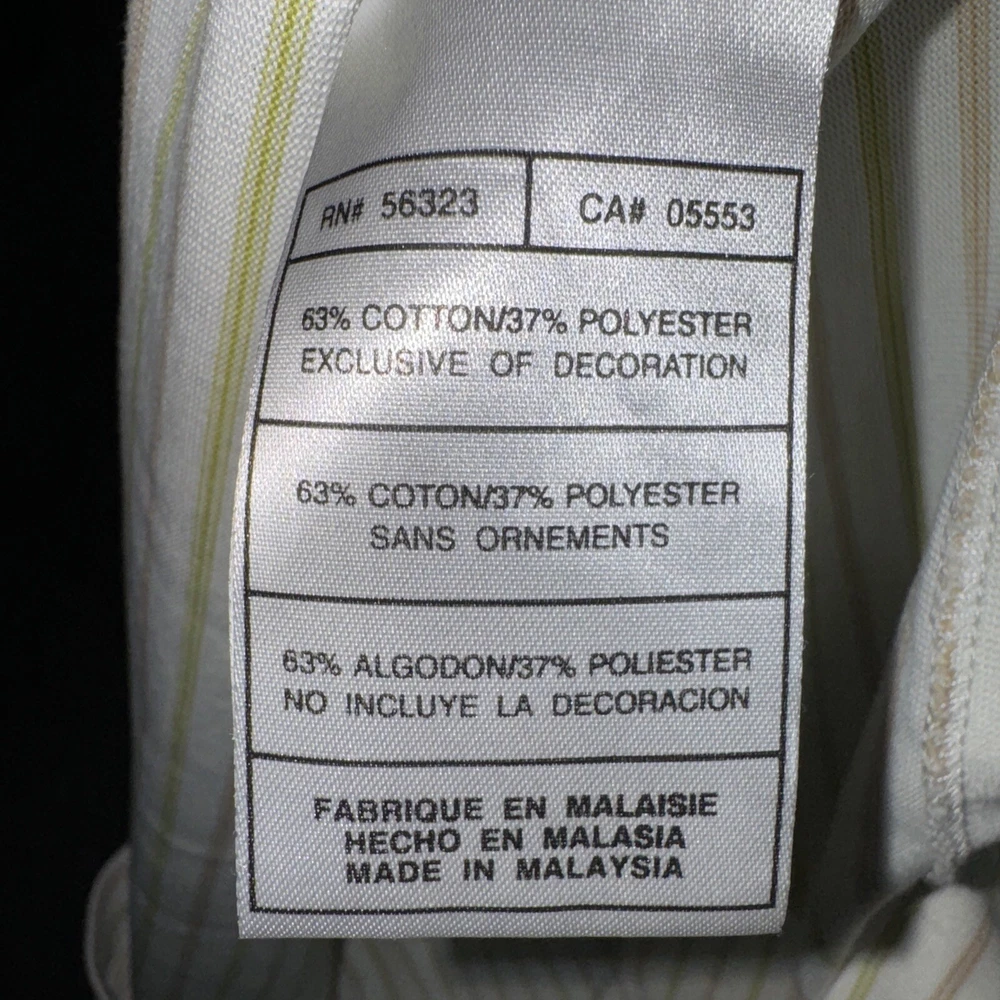 RN# 56323 CA# 05553
63% COTTON/37% POLYESTER
EXCLUSIVE OF DECORATION
63% COTON/37% POLYESTER
SANS ORNEMENTS
63% ALGODON/37% POLIESTER
NO INCLUYE LA DECORACION
FABRIQUE EN MALAISIE
HECHO EN MALASIA
MADE IN MALAYSIA